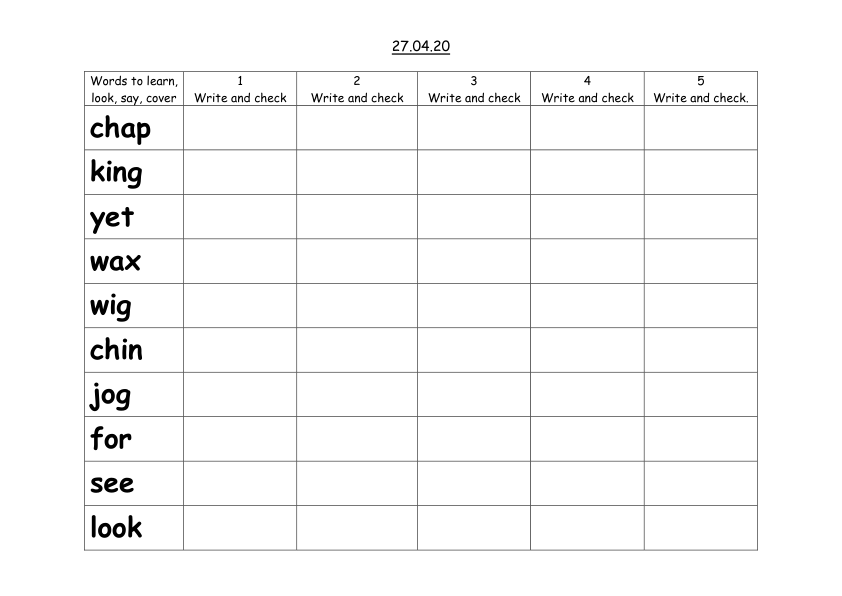 27.04.20
Words to learn, 1 2 3 4 5
look, say, cover Write and check Write and check Write and check Write and check Write and check.
chap
king
yet
wax
wig
chin
jog
for
see
look